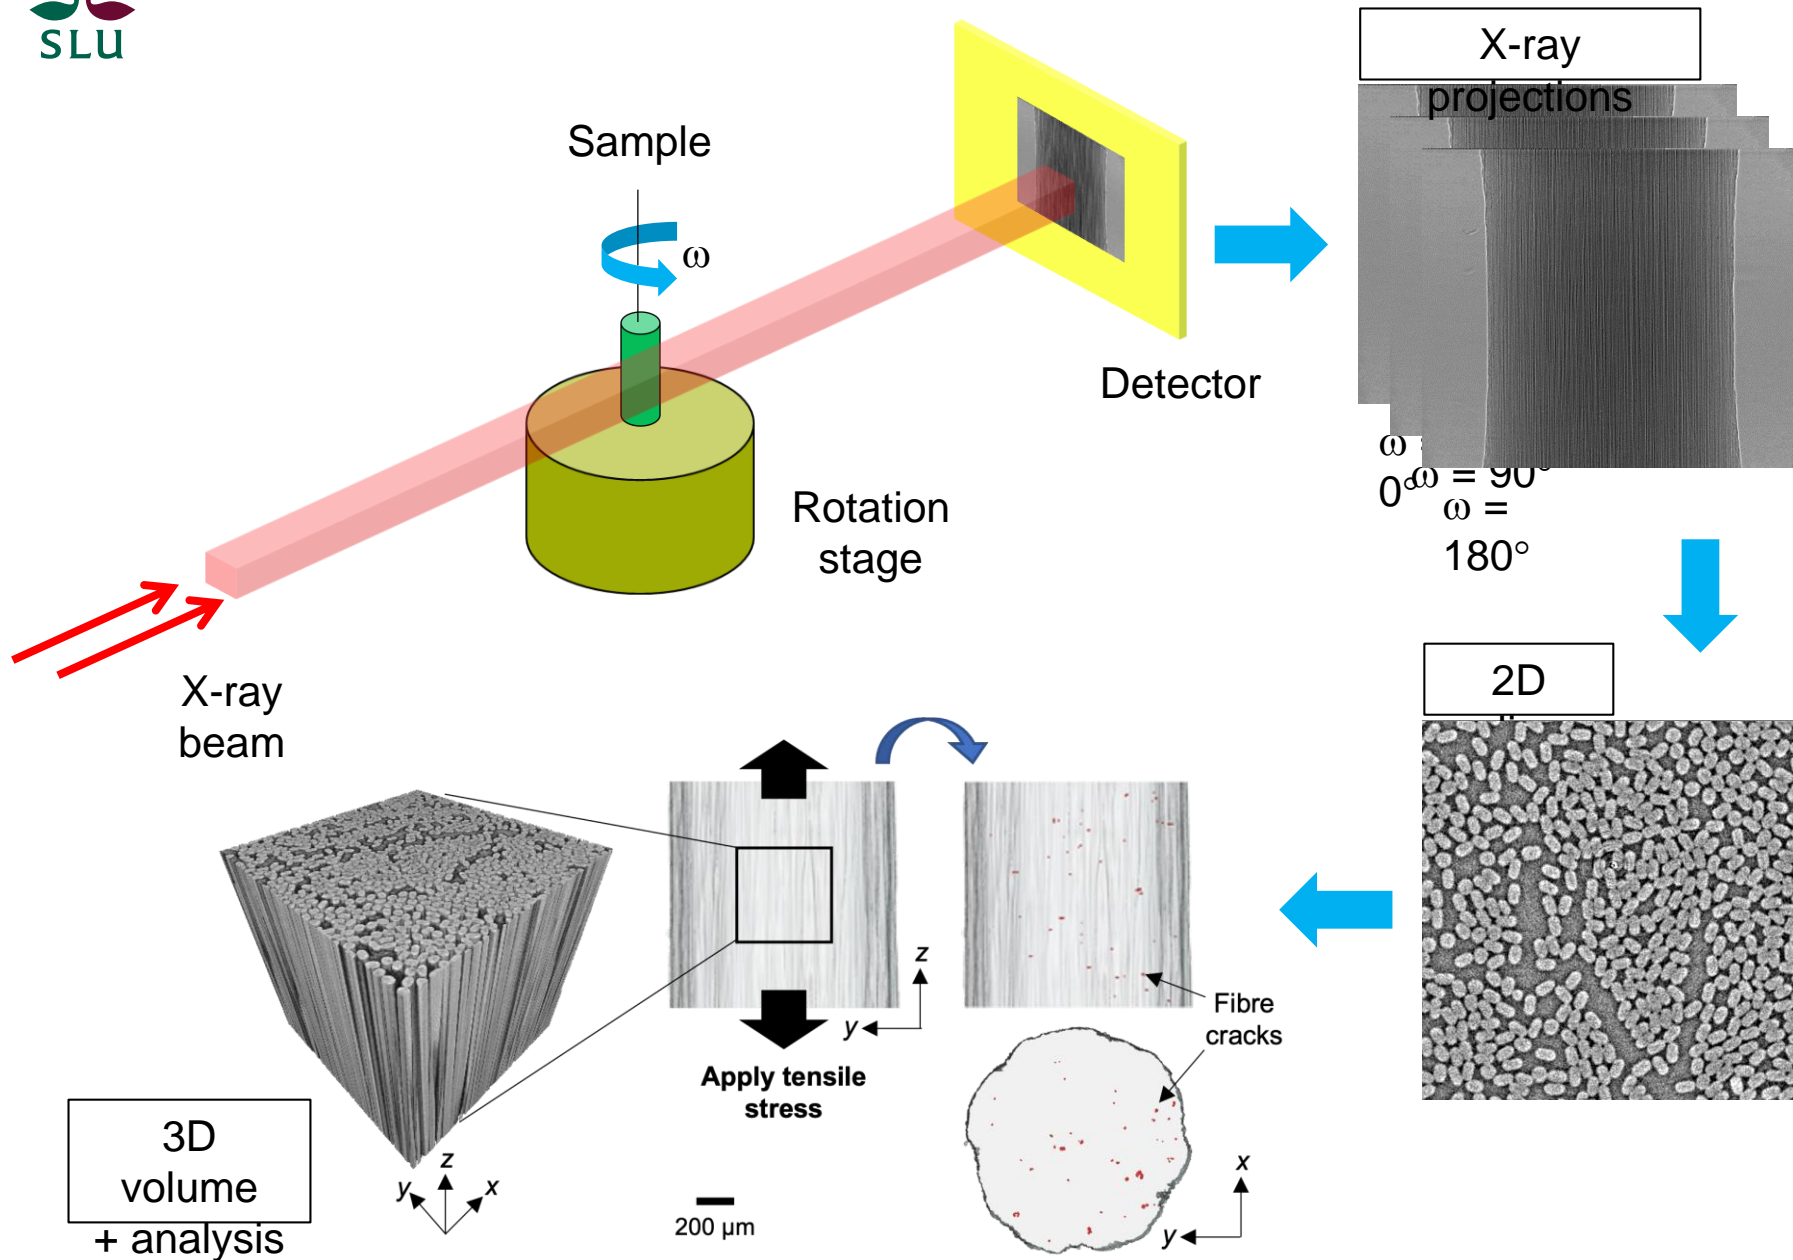 SLU
X-ray
projections
Sample
ω
Detector
ω =
0°
ω = 90°
ω =
180°
Rotation
stage
X-ray
beam
2D
z
y
Fibre
cracks
Apply tensile
stress
3D
volume
+ analysis
z
y
x
200 μm
x
y